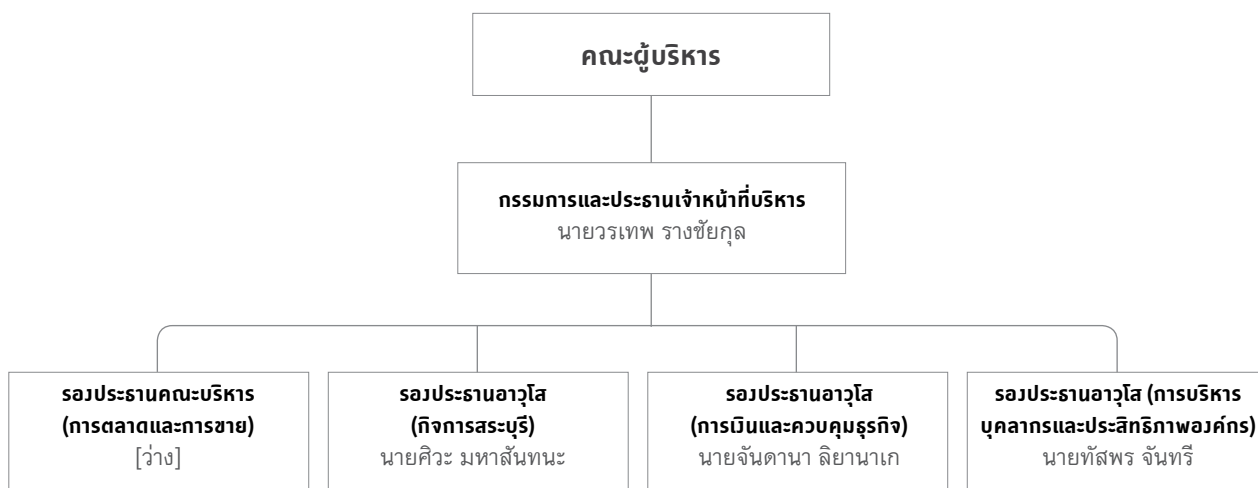 คณะผู้บริหาร
กรรมการและประธานเจ้าหน้าที่บริหาร
นายวรเทพ รางชัยกุล
รองประธานคณะบริหาร
(การตลาดและการขาย)
[ว่าง]
รองประธานอาวุโส
(กิจการสระบุรี)
นายศิวะ มหาสันทนะ
รองประธานอาวุโส
(การเงินและควบคุมธุรกิจ)
นายจันดานา ลิยานาเก
รองประธานอาวุโส (การบริหาร
บุคลากรและประสิทธิภาพองค์กร)
นายทัสพร จันทรี